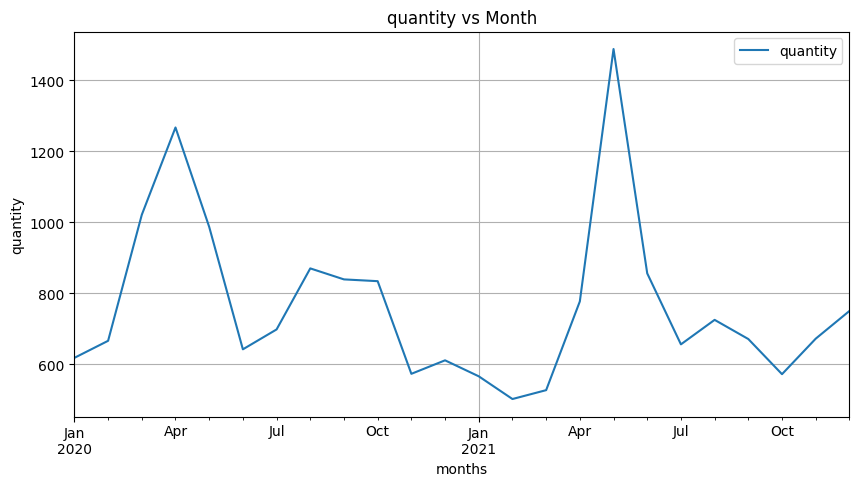 quantity vs Month
quantity
1400
1200
1000
800
600
quantity
Jan
2020
Apr
Jul
Oct
Jan
2021
Apr
Jul
Oct
months